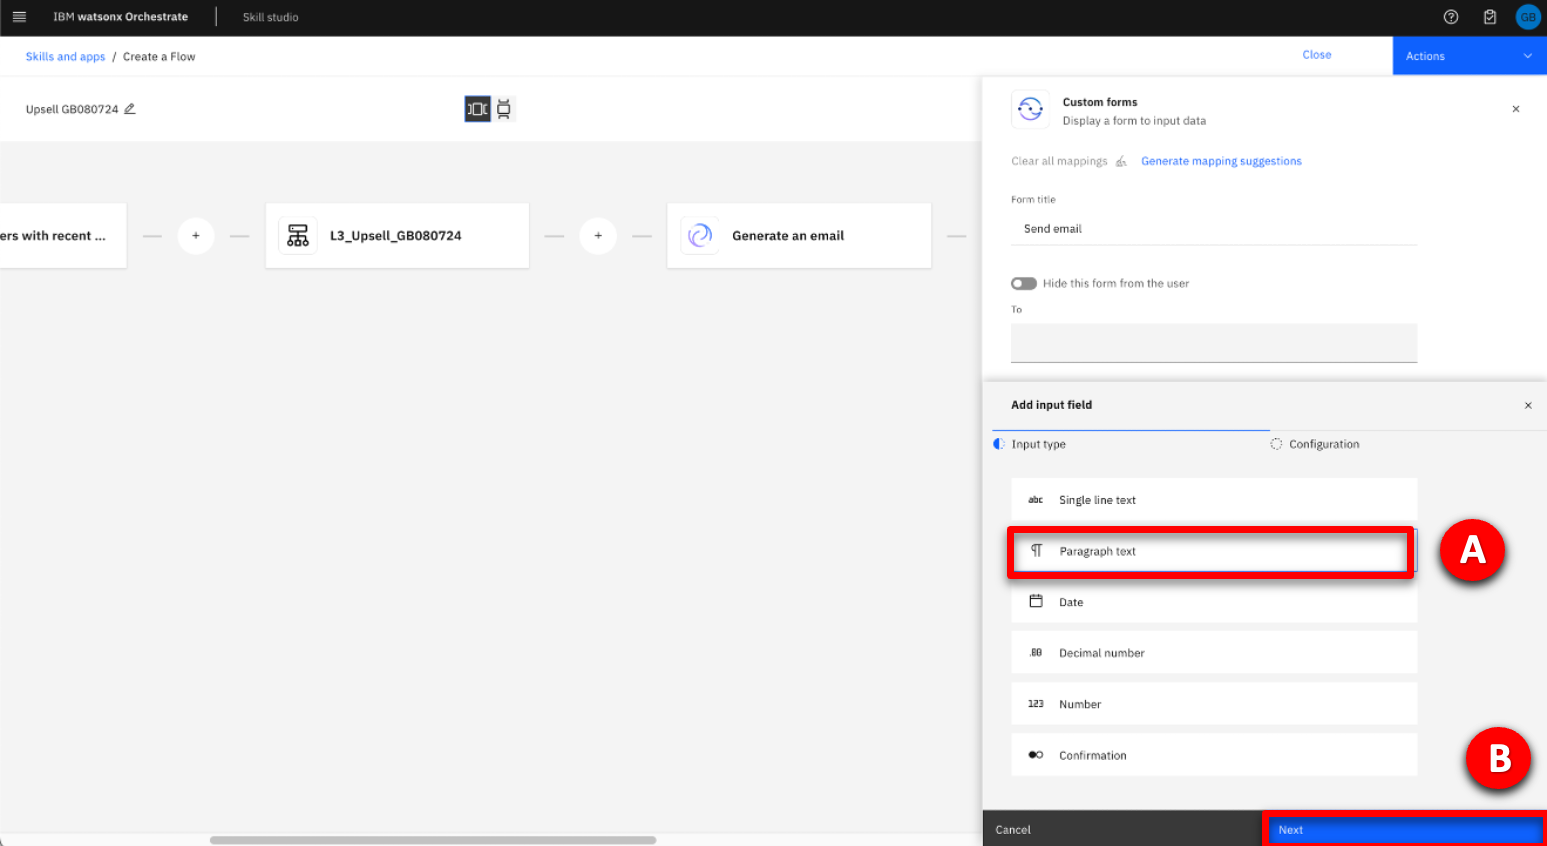 IBM watsonx Orchestrate
Skill studio
GB
Skills and apps / Create a Flow
Close
Actions
Upsell GB080724
Custom forms
Display a form to input data
Clear all mappings
Generate mapping suggestions
Form title
Send email
Hide this form from the user
To
ers with recent ...
+
L3_Upsell_GB080724
+
Generate an email
Add input field
Input type
Configuration
abc Single line text
Paragraph text
A
Date
.00 Decimal number
123 Number
Confirmation
B
Cancel
Next